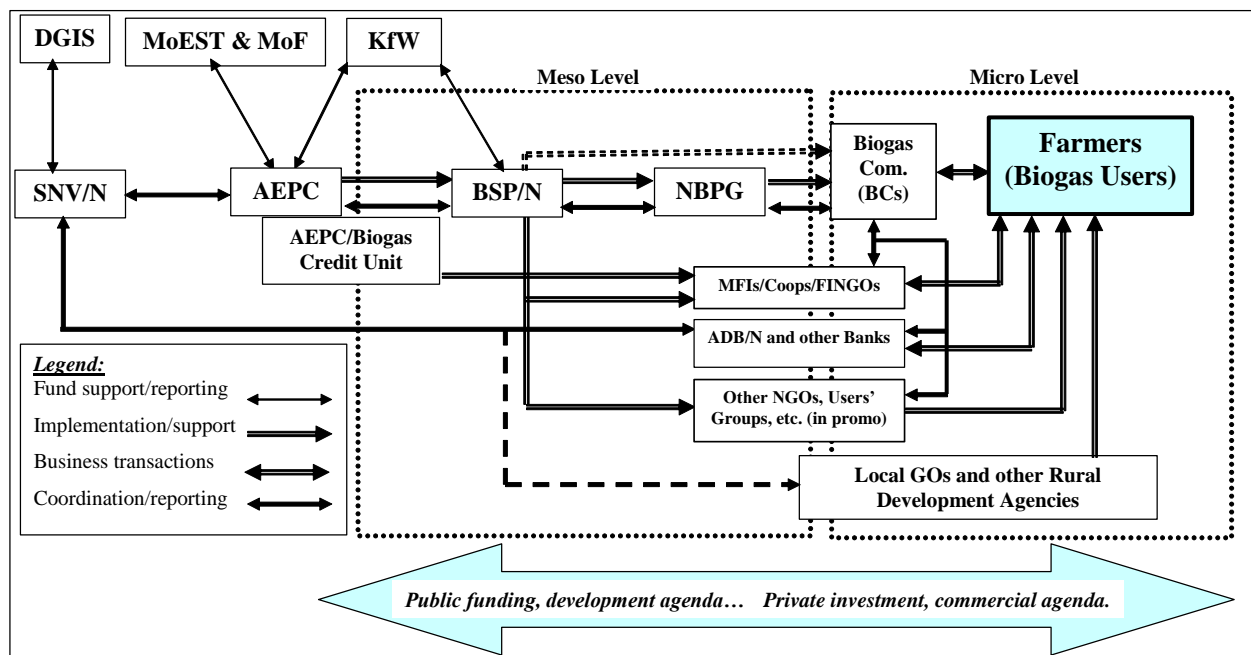 DGIS
MoEST & MoF
KfW
Meso Level
Micro Level
SNV/N
AEPC
BSP/N
NBPG
Biogas
Com.
(BCs)
Farmers
(Biogas Users)
AEPC/Biogas
Credit Unit
MFIs/Coops/FINGOs
ADB/N and other Banks
Other NGOs, Users’
Groups, etc. (in promo)
Local GOs and other Rural
Development Agencies
Legend:
Fund support/reporting
Implementation/support
Business transactions
Coordination/reporting
Public funding, development agenda… Private investment, commercial agenda.